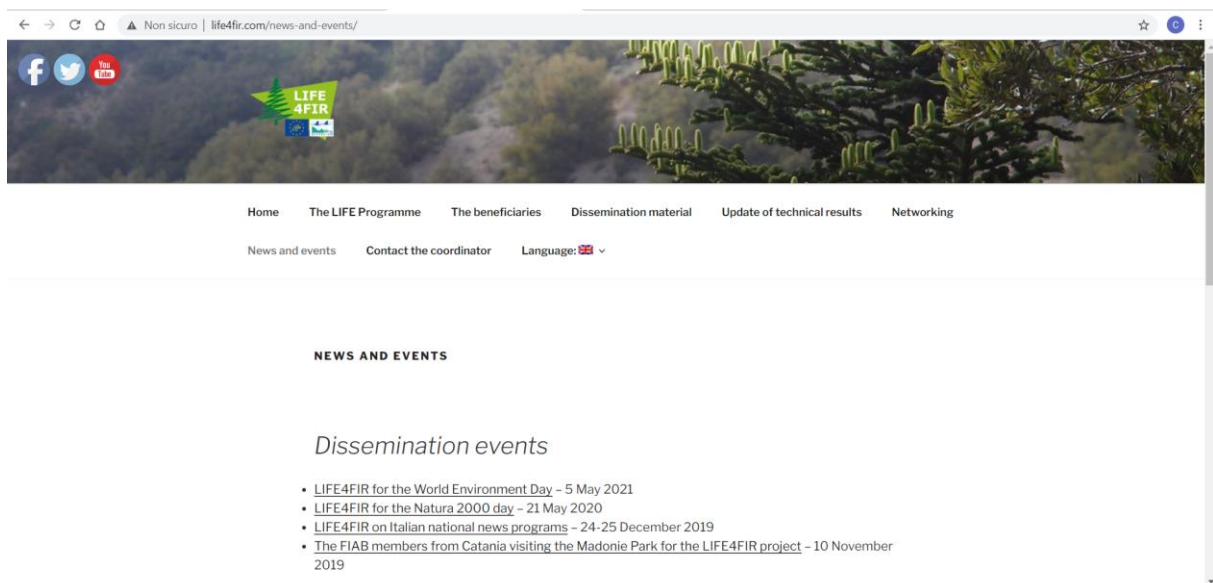 Non sicuro | life4fir.com/news-and-events/
C
You
Tube
LIFE
4FIR
Home The LIFE Programme The beneficiaries Dissemination material Update of technical results Networking
News and events Contact the coordinator Language:
NEWS AND EVENTS
Dissemination events
• LIFE4FIR for the World Environment Day – 5 May 2021
• LIFE4FIR for the Natura 2000 day – 21 May 2020
• LIFE4FIR on Italian national news programs – 24-25 December 2019
• The FIAB members from Catania visiting the Madonie Park for the LIFE4FIR project – 10 November
2019